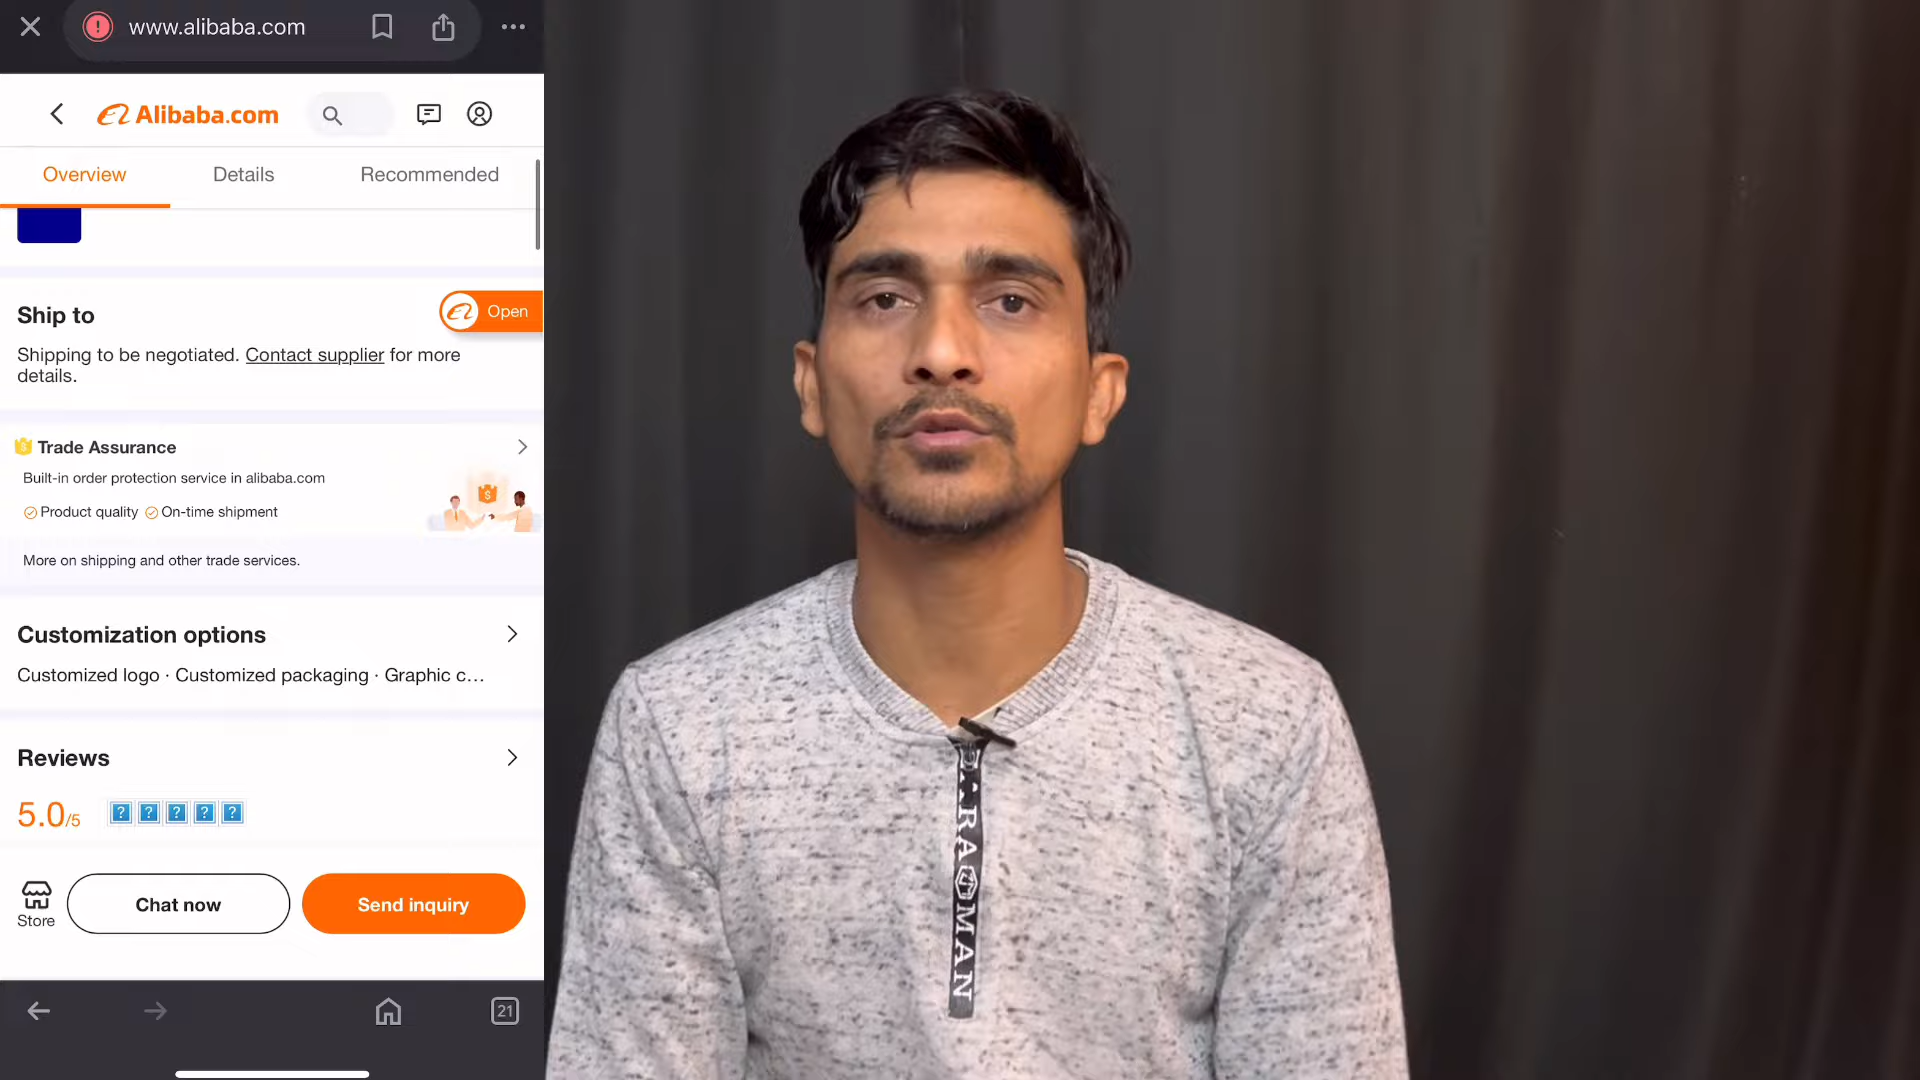 www.alibaba.com
Alibaba.com
Overview
Details
Recommended
Ship to
Open
Shipping to be negotiated. Contact supplier for more
details.
Trade Assurance
Built-in order protection service in alibaba.com
Product quality
On-time shipment
More on shipping and other trade services.
Customization options
Customized logo · Customized packaging · Graphic c...
Reviews
5.0/5
Store
Chat now
Send inquiry
21